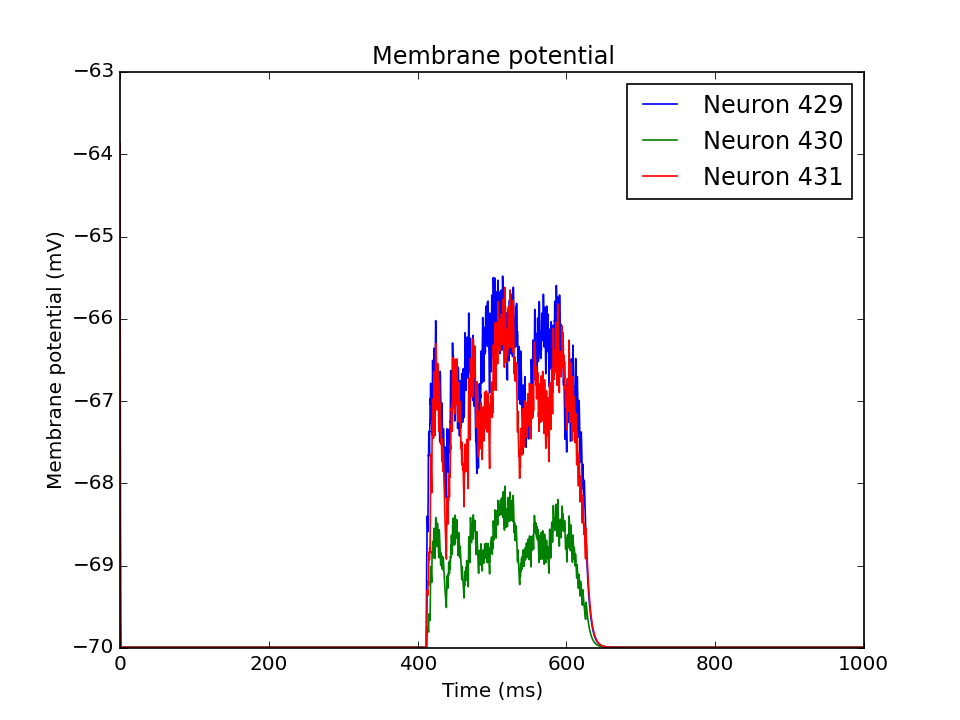 Membrane potential
−63
−64
−65
−66
−67
−68
−69
−70
Membrane potential (mV)
Neuron 429
Neuron 430
Neuron 431
0
200
400
600
800
1000
Time (ms)